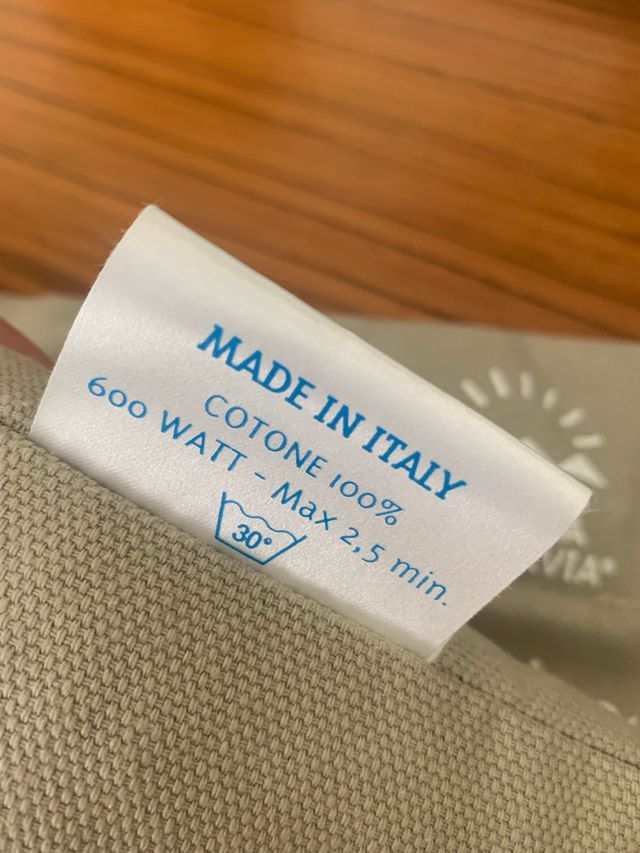 MADE IN ITALY
COTONE 100%
600 WATT - Max 2,5 min.
30°